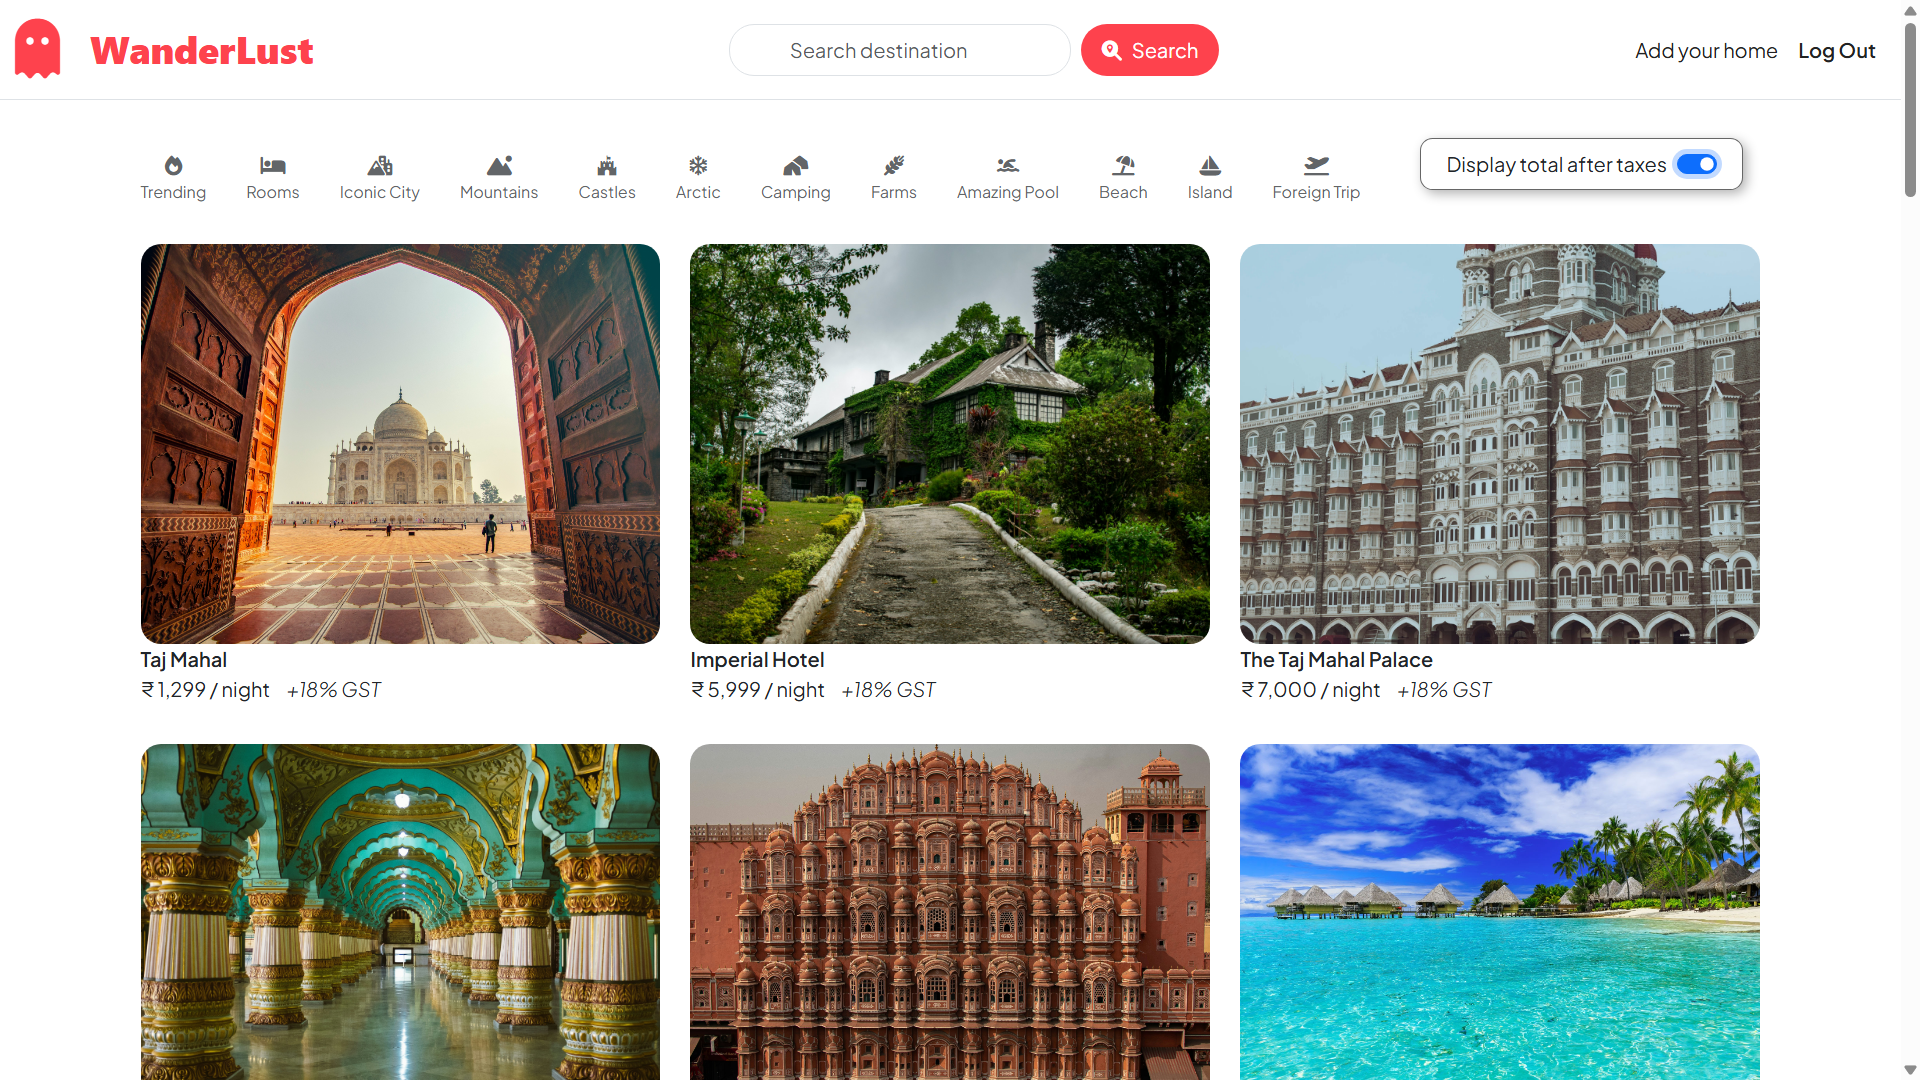 WanderLust
Search destination
Search
Add your home
Log Out
Trending
Rooms
Iconic City
Mountains
Castles
Arctic
Camping
Farms
Amazing Pool
Beach
Island
Foreign Trip
Display total after taxes
Taj Mahal
₹ 1,299 / night +18% GST
Imperial Hotel
₹ 5,999 / night +18% GST
The Taj Mahal Palace
₹ 7,000 / night +18% GST